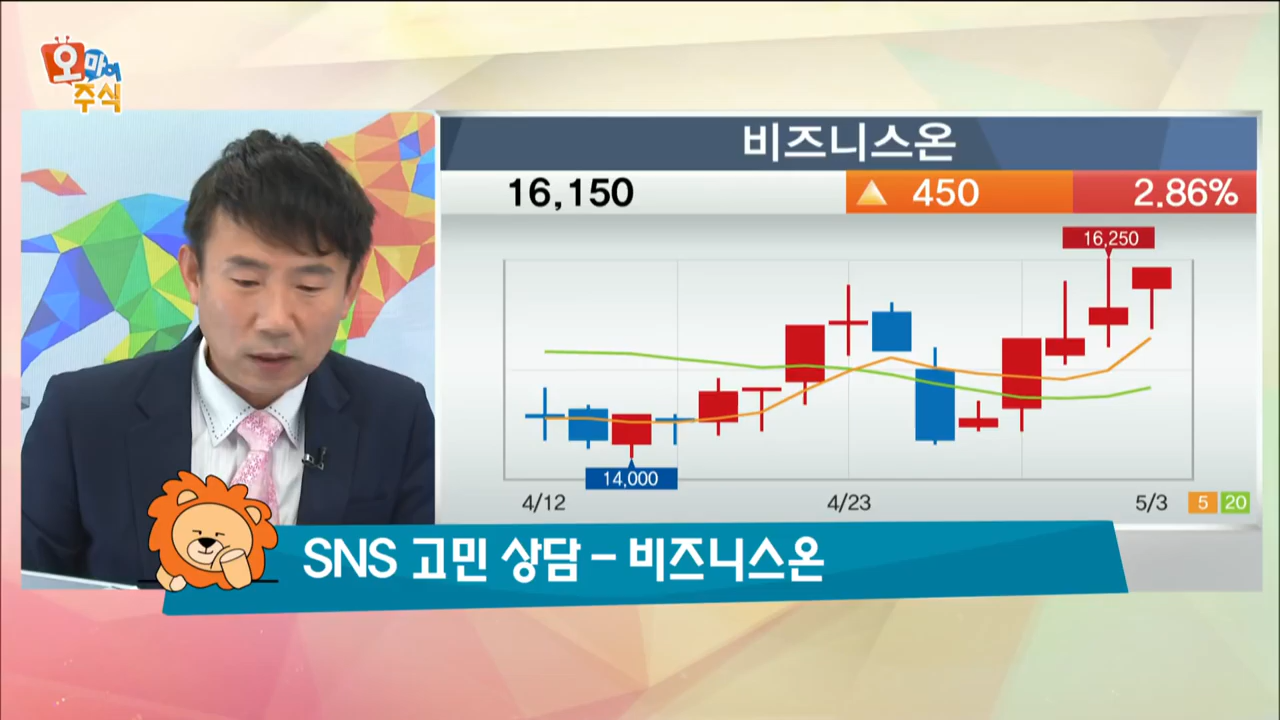 오마이
주식
비즈니스온
16,150 ▲ 450 2.86%
16,250
14,000
4/12 4/23 5/3 5 20
SNS 고민 상담 – 비즈니스온